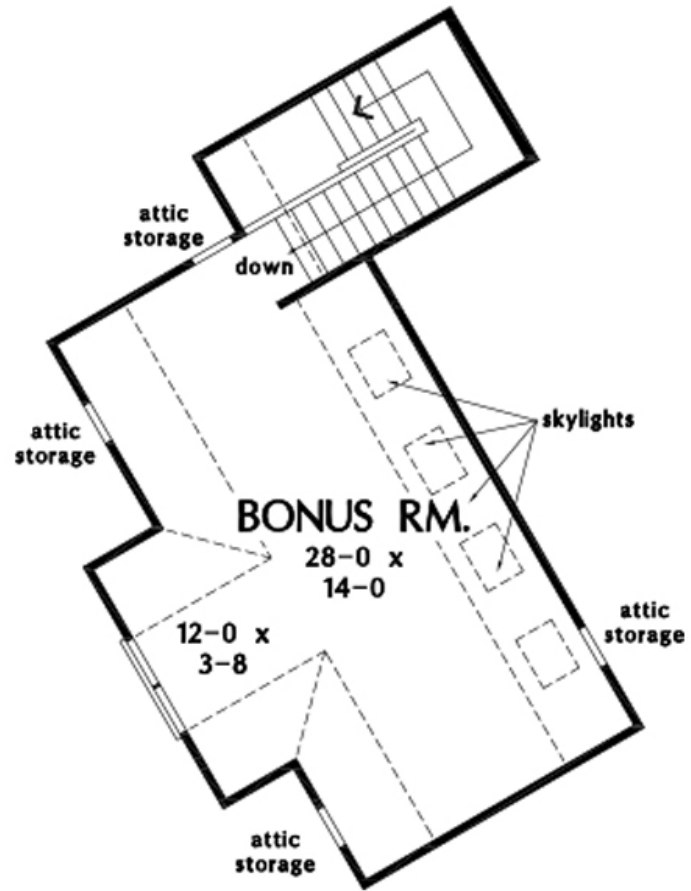 attic
storage
down
skylights
attic
storage
BONUS RM.
28-0 x
14-0
12-0 x
3-8
attic
storage
attic
storage